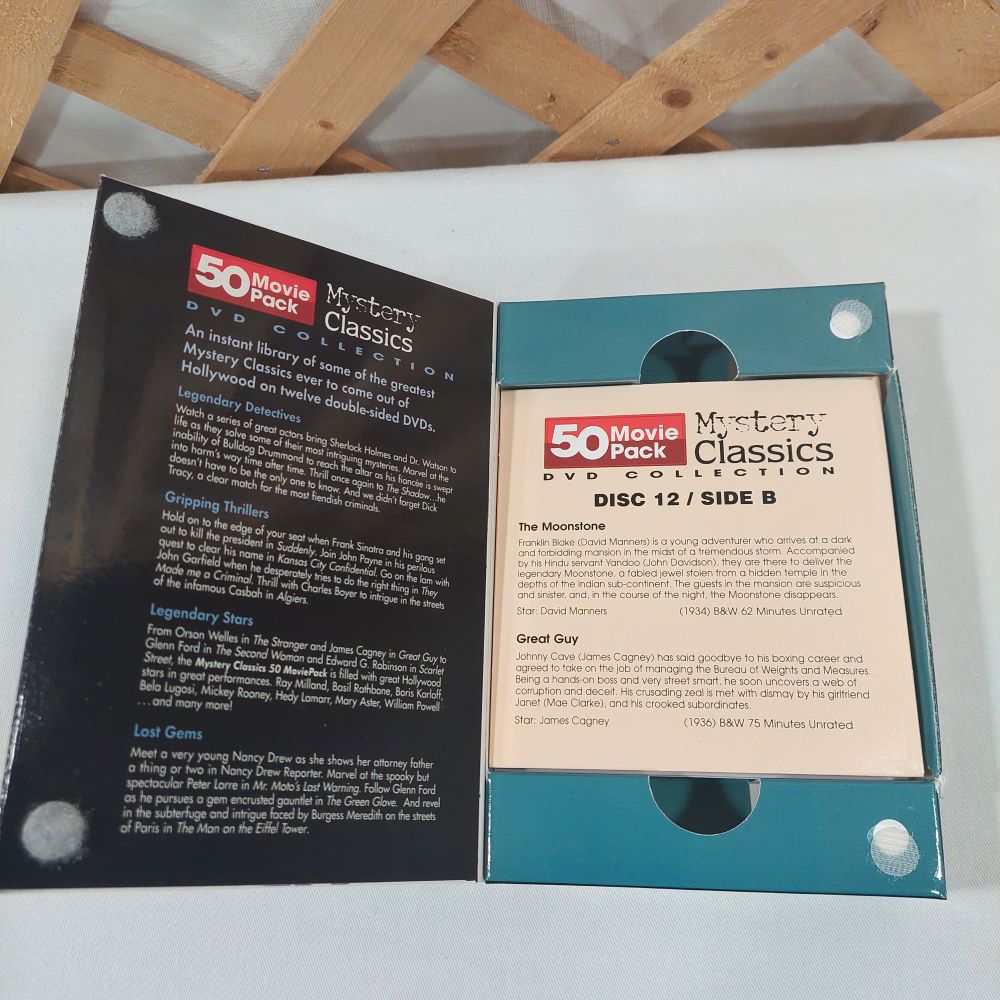 50 Movie
Pack
Mystery
Classics
DVD COLLECTION
An instant library of some of the greatest
Mystery Classics ever to come out of
Hollywood on twelve double-sided DVDs.
Legendary Detectives
Watch a series of great actors bring Sherlock Holmes and Dr. Watson to
life as they solve some of their most intriguing mysteries. Marvel at the
inability of Bulldog Drummond to reach the altar as his fiancée is swept
into harm's way time after time. Thrill once again to The Shadow...he
doesn't have to be the only one to know. And we didn't forget Dick
Tracy, a clear match for the most fiendish criminals.
Gripping Thrillers
Hold on to the edge of your seat when Frank Sinatra and his gang set
out to kill the president in Suddenly. Join John Payne in his perilous
quest to clear his name in Kansas City Confidential. Go on the lam with
John Garfield when he desperately tries to do the right thing in They
Made me a Criminal. Thrill with Charles Boyer to intrigue in the streets
of the infamous Casbah in Algiers.
Legendary Stars
From Orson Welles in The Stranger and James Cagney in Great Guy to
Glenn Ford in The Second Woman and Edward G. Robinson in Scarlet
Street, the Mystery Classics 50 MoviePack is filled with great Hollywood
stars in great performances. Ray Milland, Basil Rathbone, Boris Karloff,
Bela Lugosi, Mickey Rooney, Hedy Lamarr, Mary Aster, William Powell
... and many more!
Lost Gems
Meet a very young Nancy Drew as she shows her attorney father
a thing or two in Nancy Drew Reporter. Marvel at the spooky but
spectacular Peter Lorre in Mr. Moto's Last Warning. Follow Glenn Ford
as he pursues a gem encrusted gauntlet in The Green Glove. And revel
in the subterfuge and intrigue faced by Burgess Meredith on the streets
of Paris in The Man on the Eiffel Tower.
50 Movie
Pack
Mystery
Classics
DVD COLLECTION
DISC 12 / SIDE B
The Moonstone
Franklin Blake (David Manners) is a young adventurer who arrives at a dark
and forbidding mansion in the midst of a tremendous storm. Accompanied
by his Hindu servant Yandoo (John Davidson), they are there to deliver the
legendary Moonstone, a fabled jewel stolen from a hidden temple in the
depths of the Indian sub-continent. The guests in the mansion are suspicious
and sinister, and, in the course of the night, the Moonstone disappears.
Star: David Manners (1934) B&W 62 Minutes Unrated
Great Guy
Johnny Cave (James Cagney) has said goodbye to his boxing career and
agreed to take on the job of managing the Bureau of Weights and Measures.
Being a hands-on boss and very street smart, he soon uncovers a web of
corruption and deceit. His crusading zeal is met with dismay by his girlfriend
Janet (Mae Clarke), and his crooked subordinates.
Star: James Cagney (1936) B&W 75 Minutes Unrated